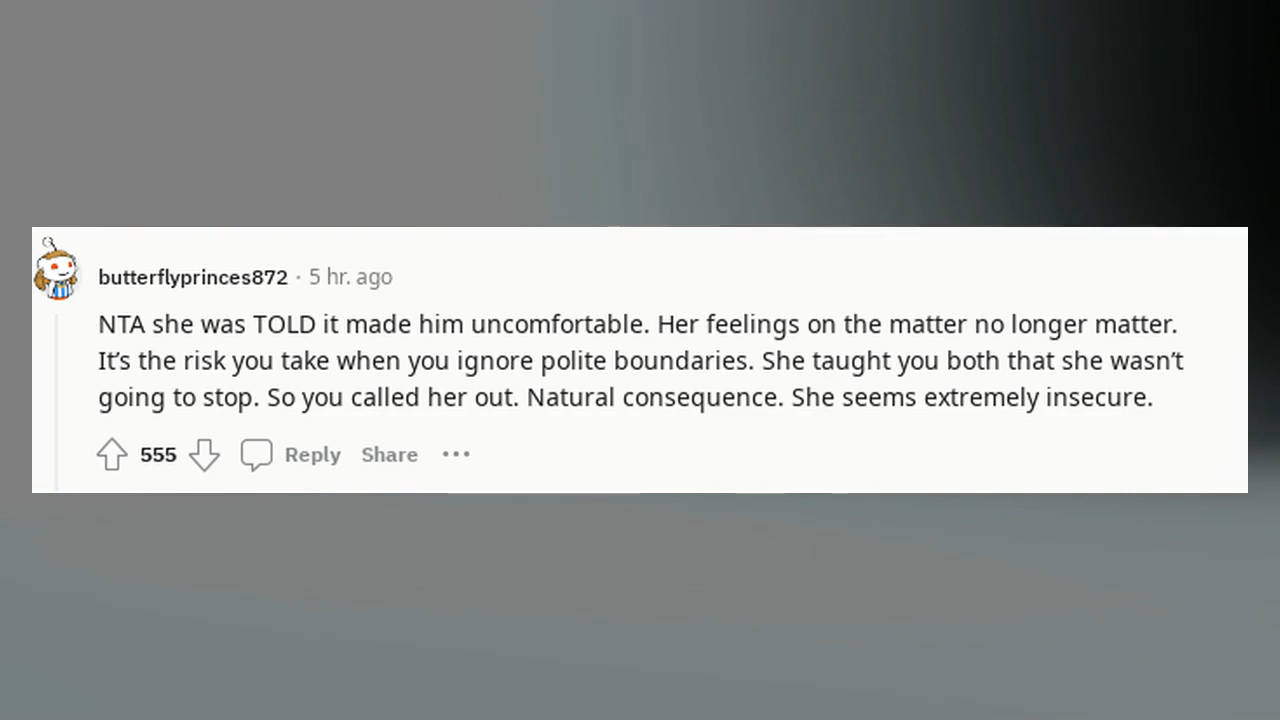 butterflyprinces872 · 5 hr. ago
NTA she was TOLD it made him uncomfortable. Her feelings on the matter no longer matter.
It’s the risk you take when you ignore polite boundaries. She taught you both that she wasn’t
going to stop. So you called her out. Natural consequence. She seems extremely insecure.
555 Reply Share •••